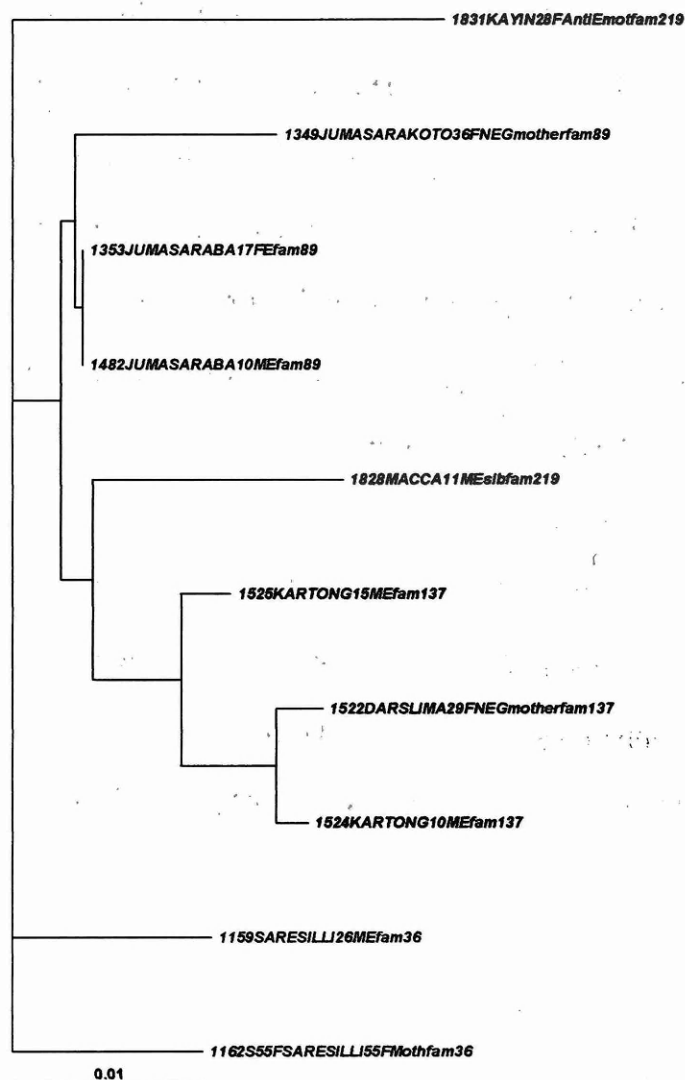 1831KAYIN28FAntiEmotfam219
1349JUMASARAKOTO36FNEGmotherfam89
1353JUMASARABA17FEfam89
1482JUMASARABA10MEfam89
1828MACCA11MEsibfam219
1525KARTONG15MEfam137
1522DARSLIMA29FNEGmotherfam137
1524KARTONG10MEfam137
1159SARESILLI26MEfam36
1162S55FSARESILLI55FMothfam36
0.01